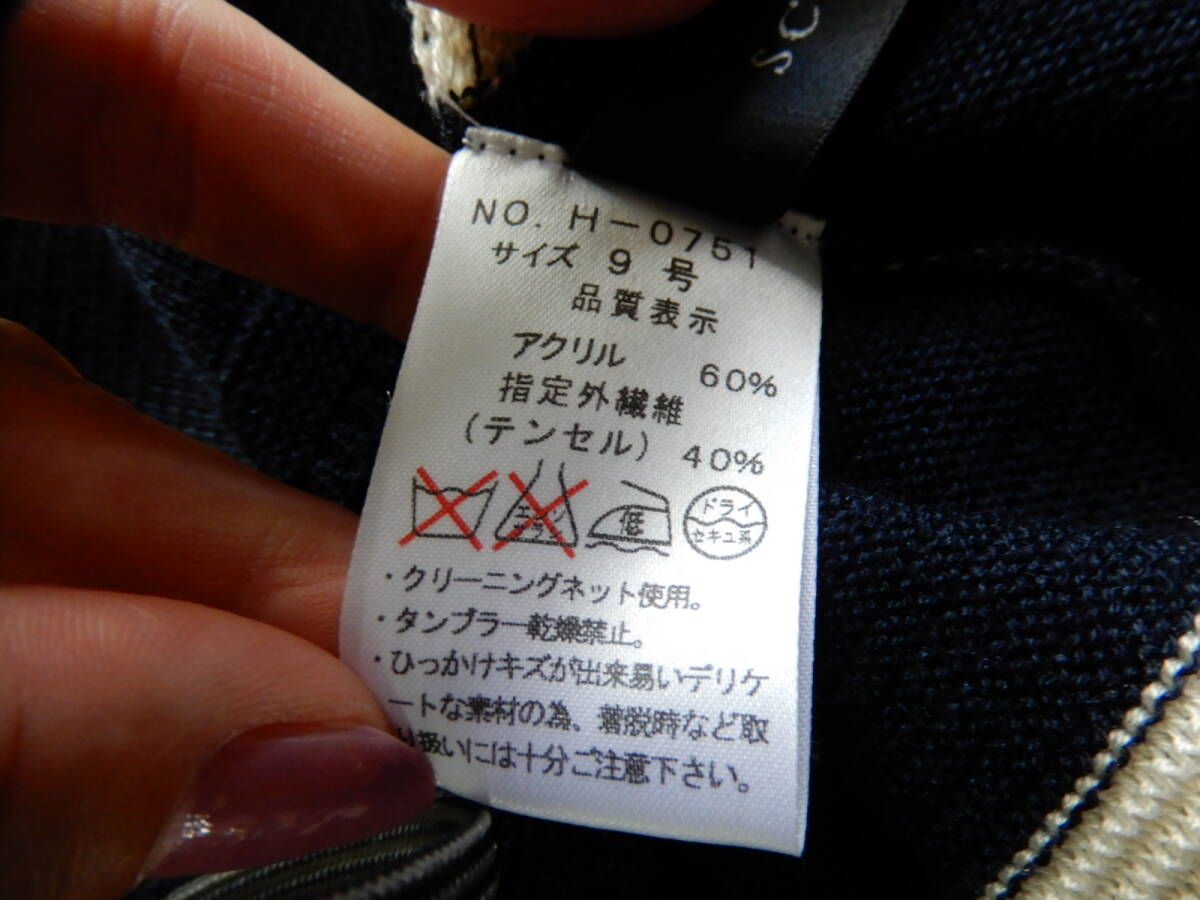 SC
NO. H-0751
サイズ 9 号
品質表示
アクリル 60%
指定外繊維
(テンセル) 40%
エンソ
低
ドライ
セキユ系
・クリーニングネット使用。
・タンブラー乾燥禁止。
・ひっかけキズが出来易いデリケ
ートな素材の為、着脱時など取
り扱いには十分ご注意下さい。